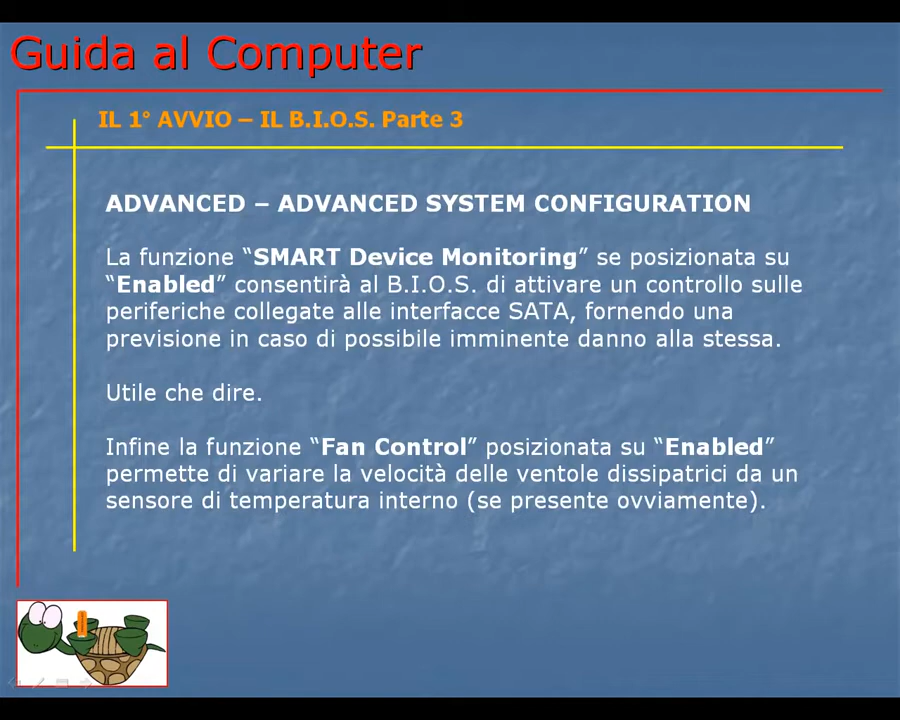 Guida al Computer
IL 1° AVVIO – IL B.I.O.S. Parte 3
ADVANCED – ADVANCED SYSTEM CONFIGURATION
La funzione “SMART Device Monitoring” se posizionata su
“Enabled” consentirà al B.I.O.S. di attivare un controllo sulle
periferiche collegate alle interfacce SATA, fornendo una
previsione in caso di possibile imminente danno alla stessa.
Utile che dire.
Infine la funzione “Fan Control” posizionata su “Enabled”
permette di variare la velocità delle ventole dissipatrici da un
sensore di temperatura interno (se presente ovviamente).